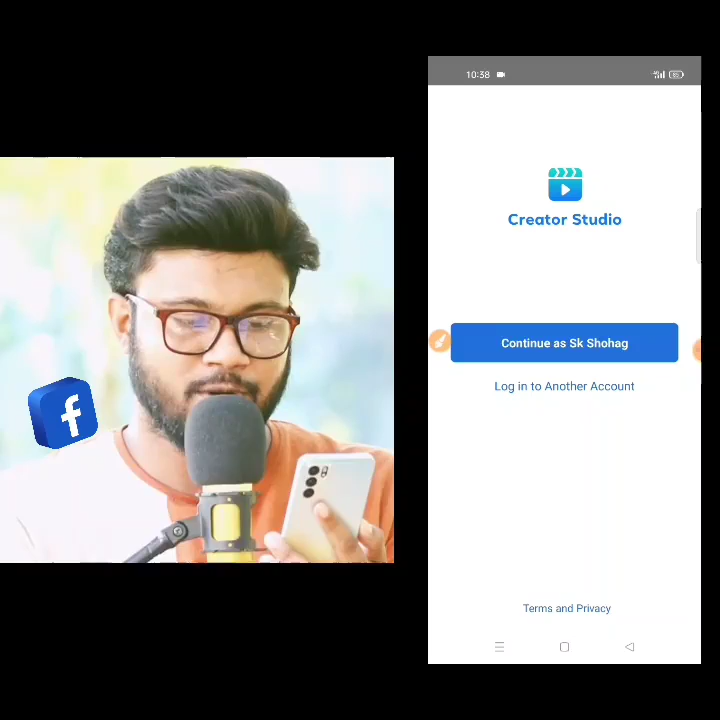 10:38
Creator Studio
Continue as Sk Shohag
Log in to Another Account
Terms and Privacy